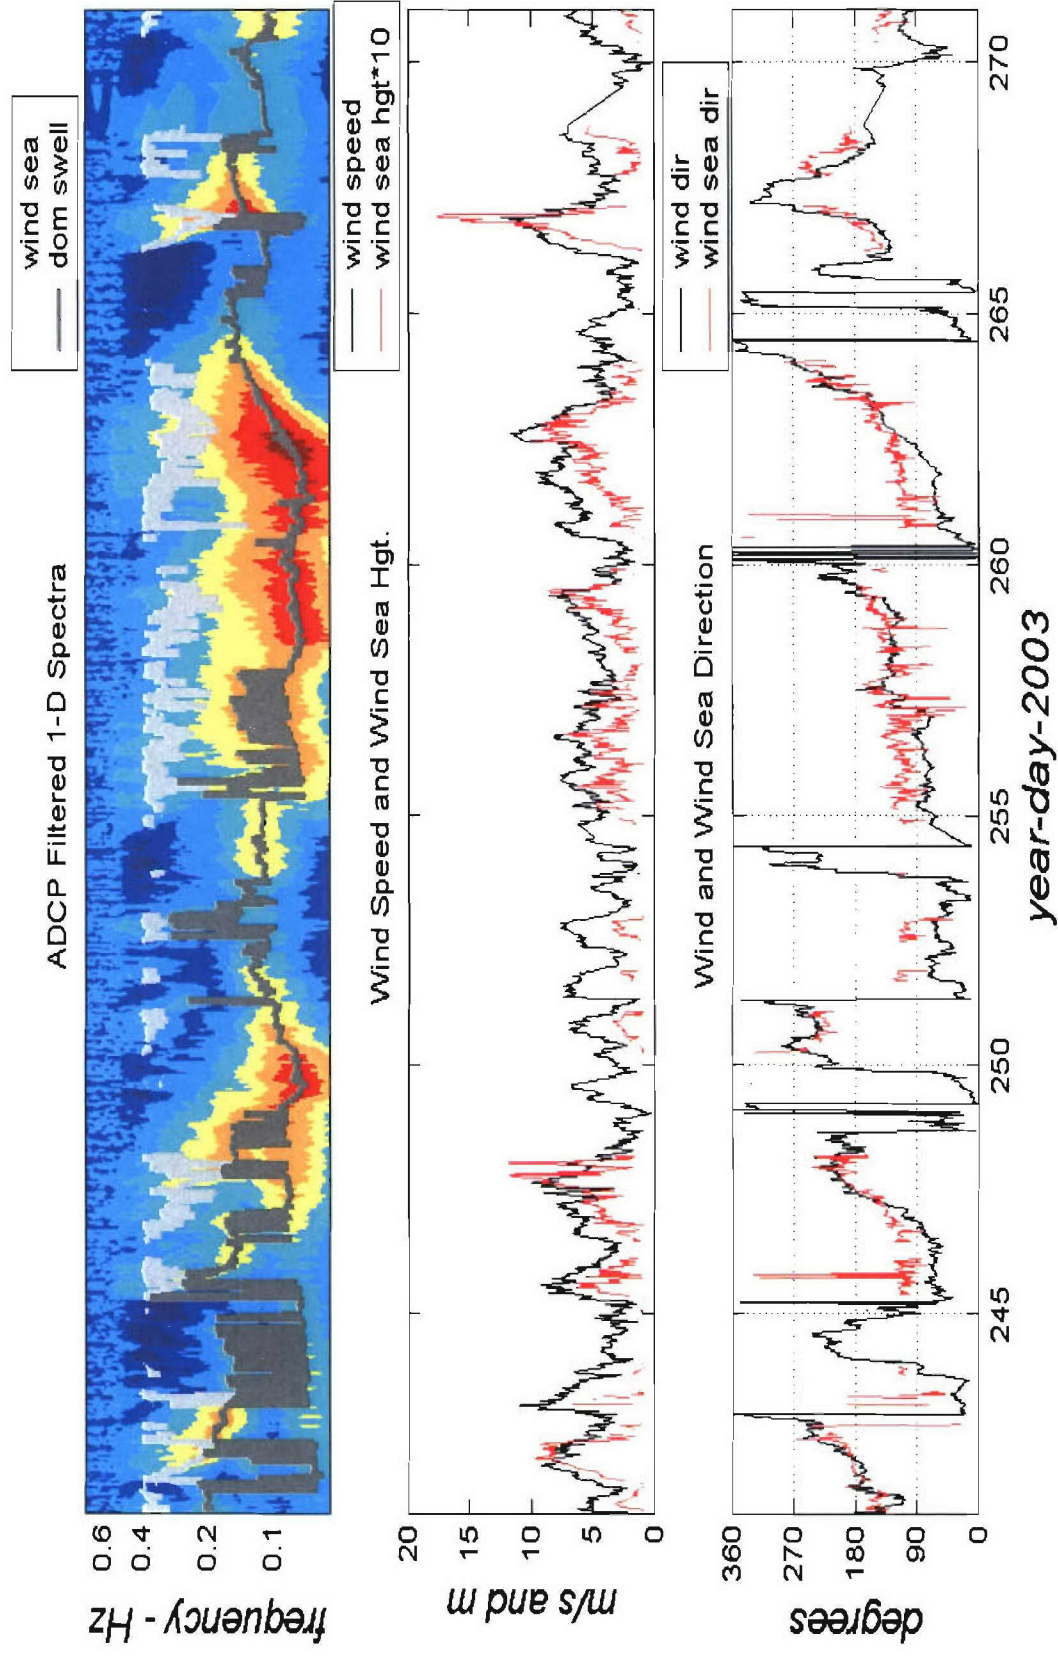 wind sea
dom swell
ADCP Filtered 1-D Spectra
0.6
0.4
0.2
0.1
frequency - Hz
wind speed
wind sea hgt*10
Wind Speed and Wind Sea Hgt.
20
15
10
5
0
m/s and m
wind dir
wind sea dir
Wind and Wind Sea Direction
360
270
180
90
0
degrees
245
250
255
260
265
270
year-day-2003